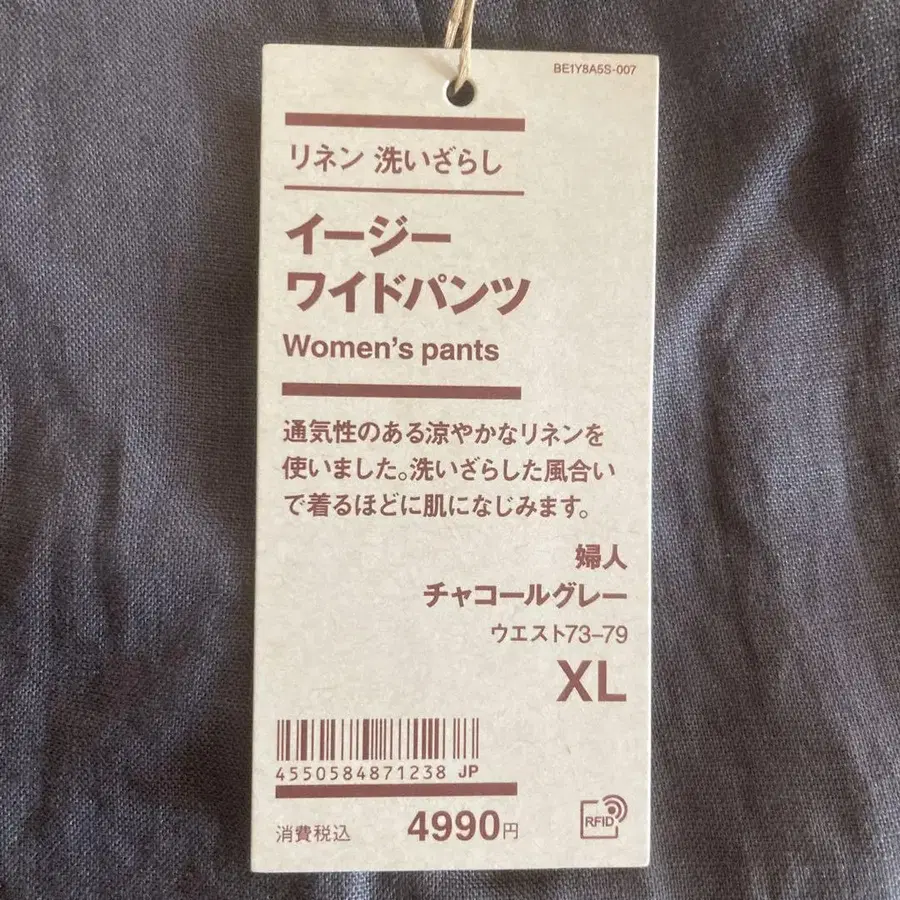 BE1Y8A5S-007
リネン 洗いざらし
イージー
ワイドパンツ
Women's pants
通気性のある涼やかなリネンを
使いました。洗いざらした風合い
で着るほどに肌になじみます。
婦人
チャコールグレー
ウエスト73-79
XL
4550584871238 JP
消費税込 4990円
RFID